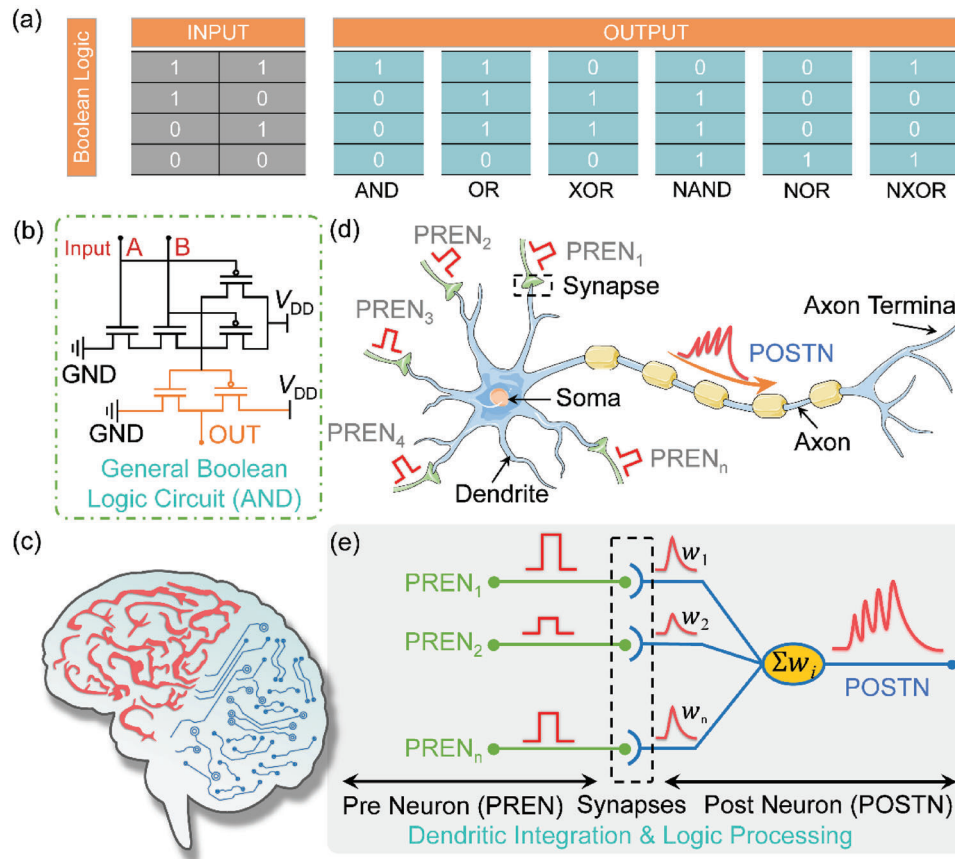 (a)
Boolean Logic
INPUT
OUTPUT
1 1 1 1 0 0 0 1
1 0 0 1 1 1 0 0
0 1 0 1 1 1 0 0
0 0 0 0 0 1 1 1
AND OR XOR NAND NOR NXOR
(b)
Input A B
V_DD
GND
V_DD
GND
OUT
General Boolean
Logic Circuit (AND)
(c)
(d)
PREN₂
PREN₁
Synapse
PREN₃
Axon Termina
POSTN
Soma
PREN₄
Axon
PRENₙ
Dendrite
(e)
PREN₁
w₁
PREN₂
w₂
Σwᵢ
POSTN
PRENₙ
wₙ
Pre Neuron (PREN) Synapses Post Neuron (POSTN)
Dendritic Integration & Logic Processing